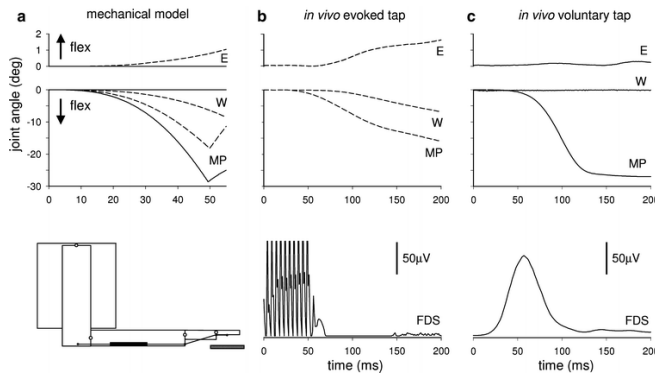 a mechanical model
b in vivo evoked tap
c in vivo voluntary tap
2
1
0
flex
E
E
E
joint angle (deg)
0
-10
-20
-30
flex
W
MP
W
MP
W
MP
0 10 20 30 40 50
0 50 100 150 200
0 50 100 150 200
50µV
FDS
50µV
FDS
0 50 100 150 200
time (ms)
0 50 100 150 200
time (ms)